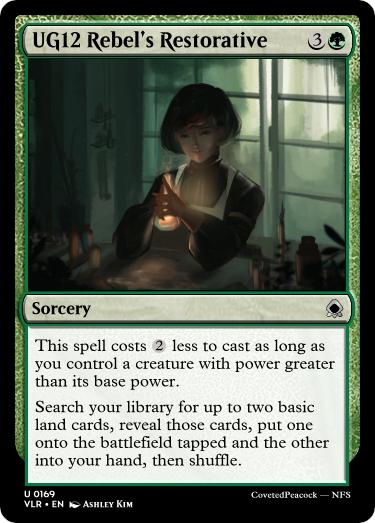 UG12 Rebel's Restorative 3
Sorcery
This spell costs 2 less to cast as long as
you control a creature with power greater
than its base power.
Search your library for up to two basic
land cards, reveal those cards, put one
onto the battlefield tapped and the other
into your hand, then shuffle.
U 0169
VLR • EN Ashley Kim
CovetedPeacock — NFS